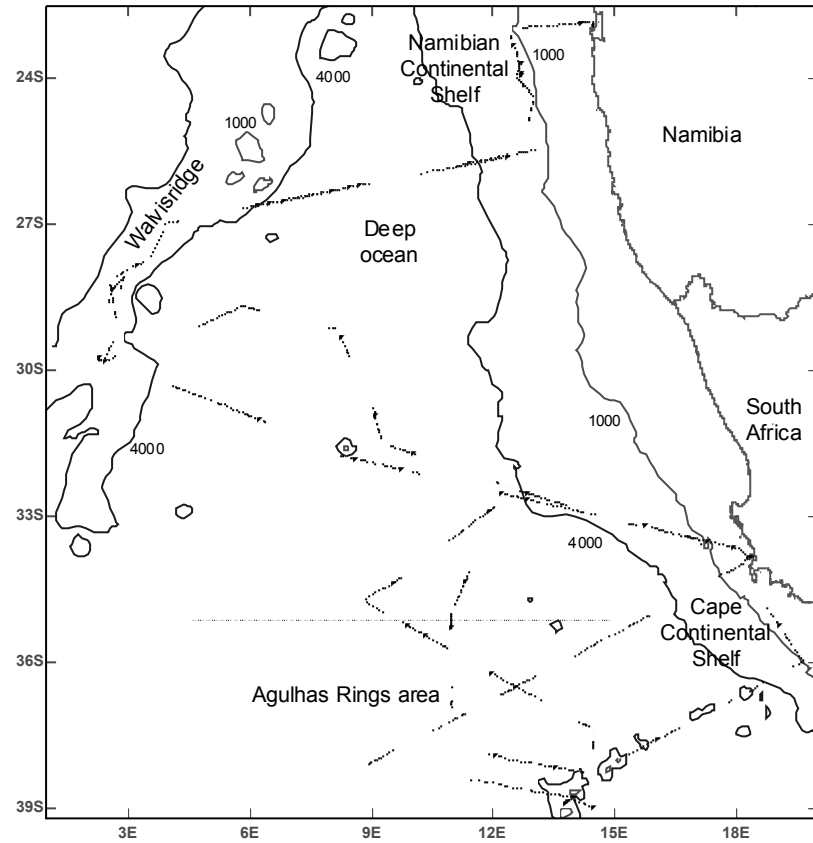 Namibian
Continental
Shelf
1000
4000
24S
1000
Namibia
Walvisridge
27S
Deep
ocean
30S
South
Africa
1000
4000
33S
4000
Cape
Continental
Shelf
36S
Agulhas Rings area
39S
3E 6E 9E 12E 15E 18E